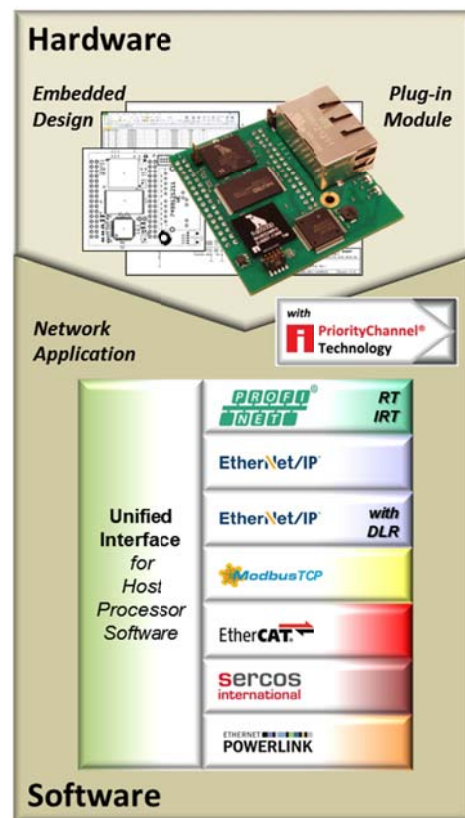 Hardware
Embedded
Design
Plug-in
Module
Network
Application
with
PriorityChannel®
Technology
Unified
Interface
for
Host
Processor
Software
PROFI
NET
®
RT
IRT
EtherNet/IP
EtherNet/IP
with
DLR
ModbusTCP
EtherCAT®
sercos
international
ETHERNET
POWERLINK
Software